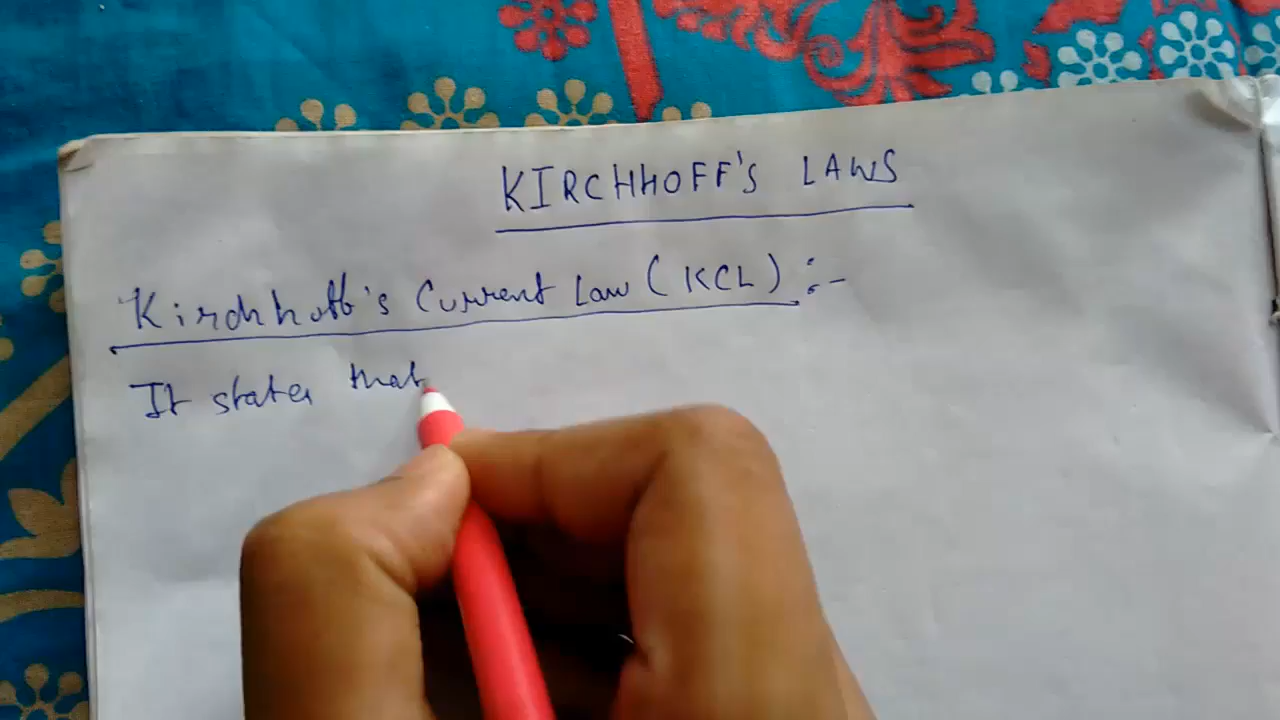 KIRCHHOFF'S LAWS
Kirchhoff's Current Law (KCL) :-
It states that